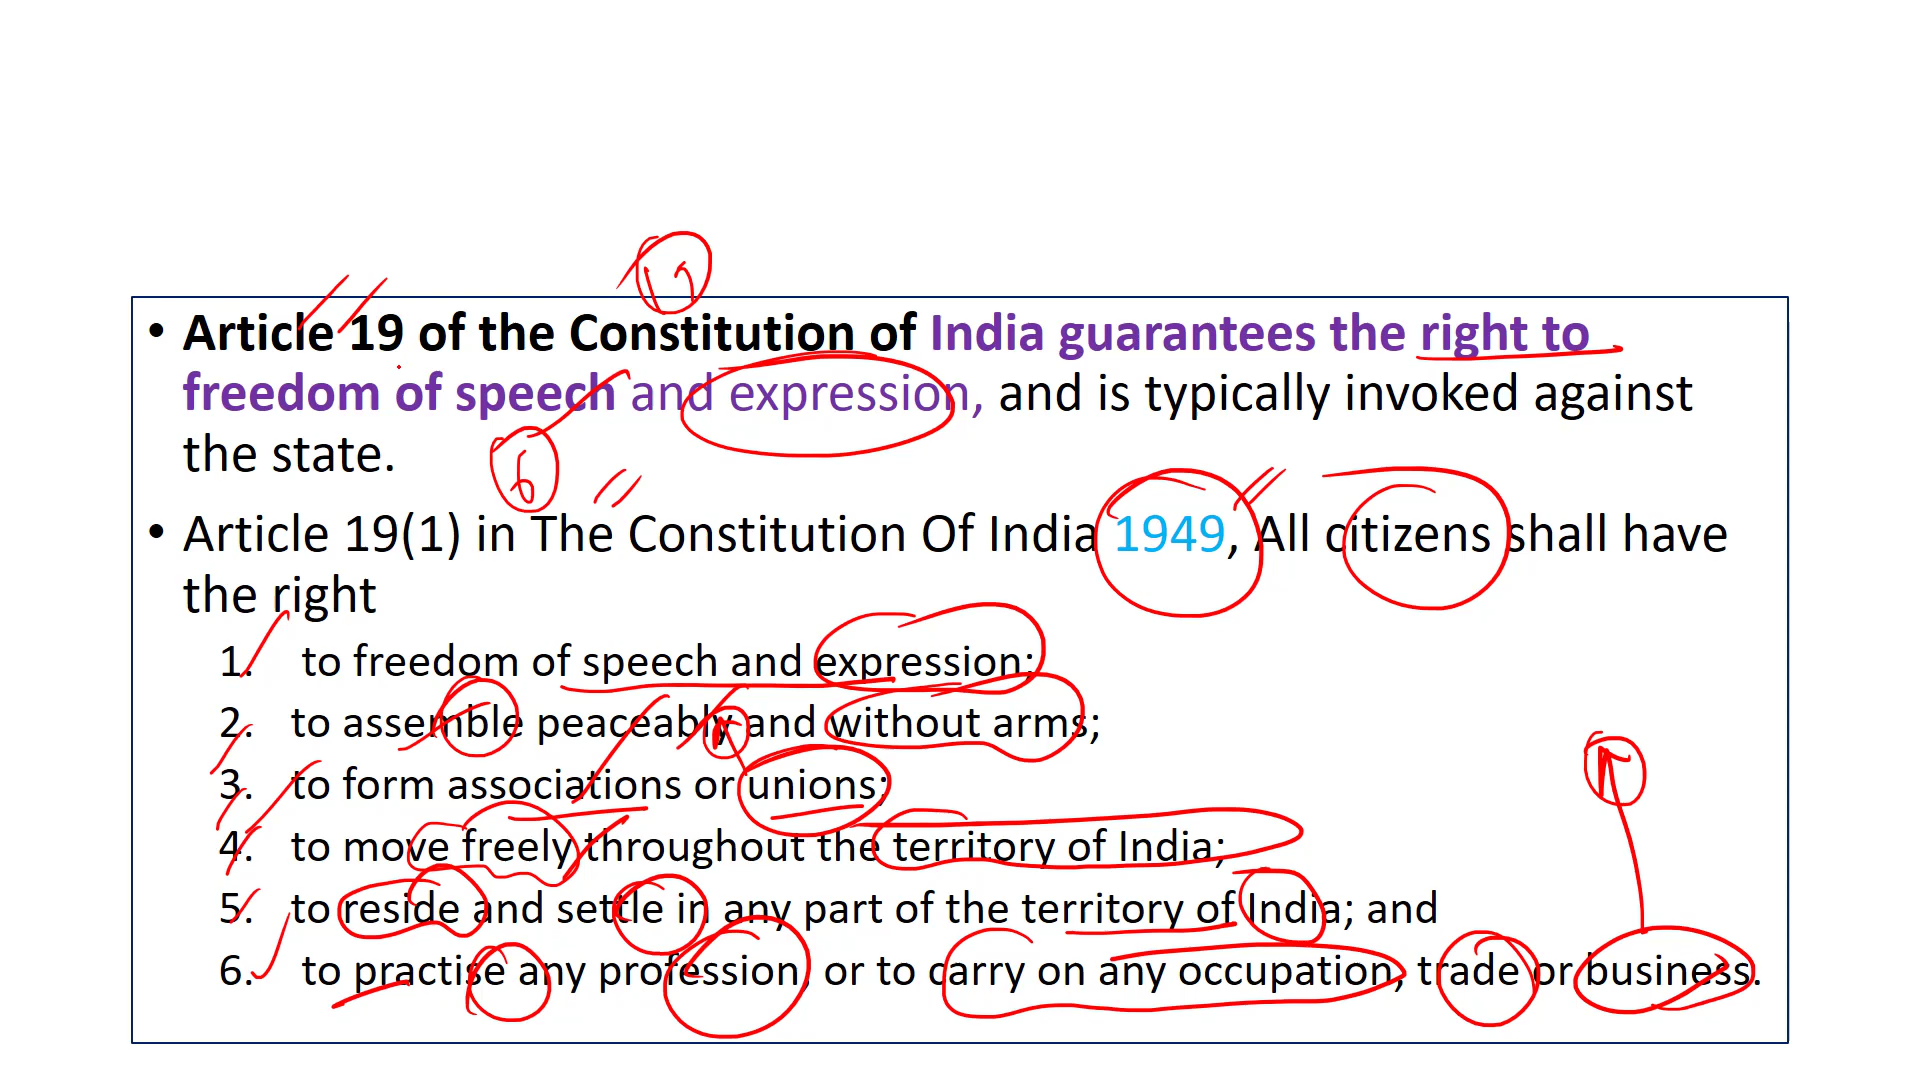 19
• Article 19 of the Constitution of India guarantees the right to
freedom of speech and expression, and is typically invoked against
the state.
6
• Article 19(1) in The Constitution Of India 1949, All citizens shall have
the right
1. to freedom of speech and expression;
2. to assemble peaceably and without arms;
3. to form associations or unions;
4. to move freely throughout the territory of India;
5. to reside and settle in any part of the territory of India; and
6. to practise any profession, or to carry on any occupation, trade or business.